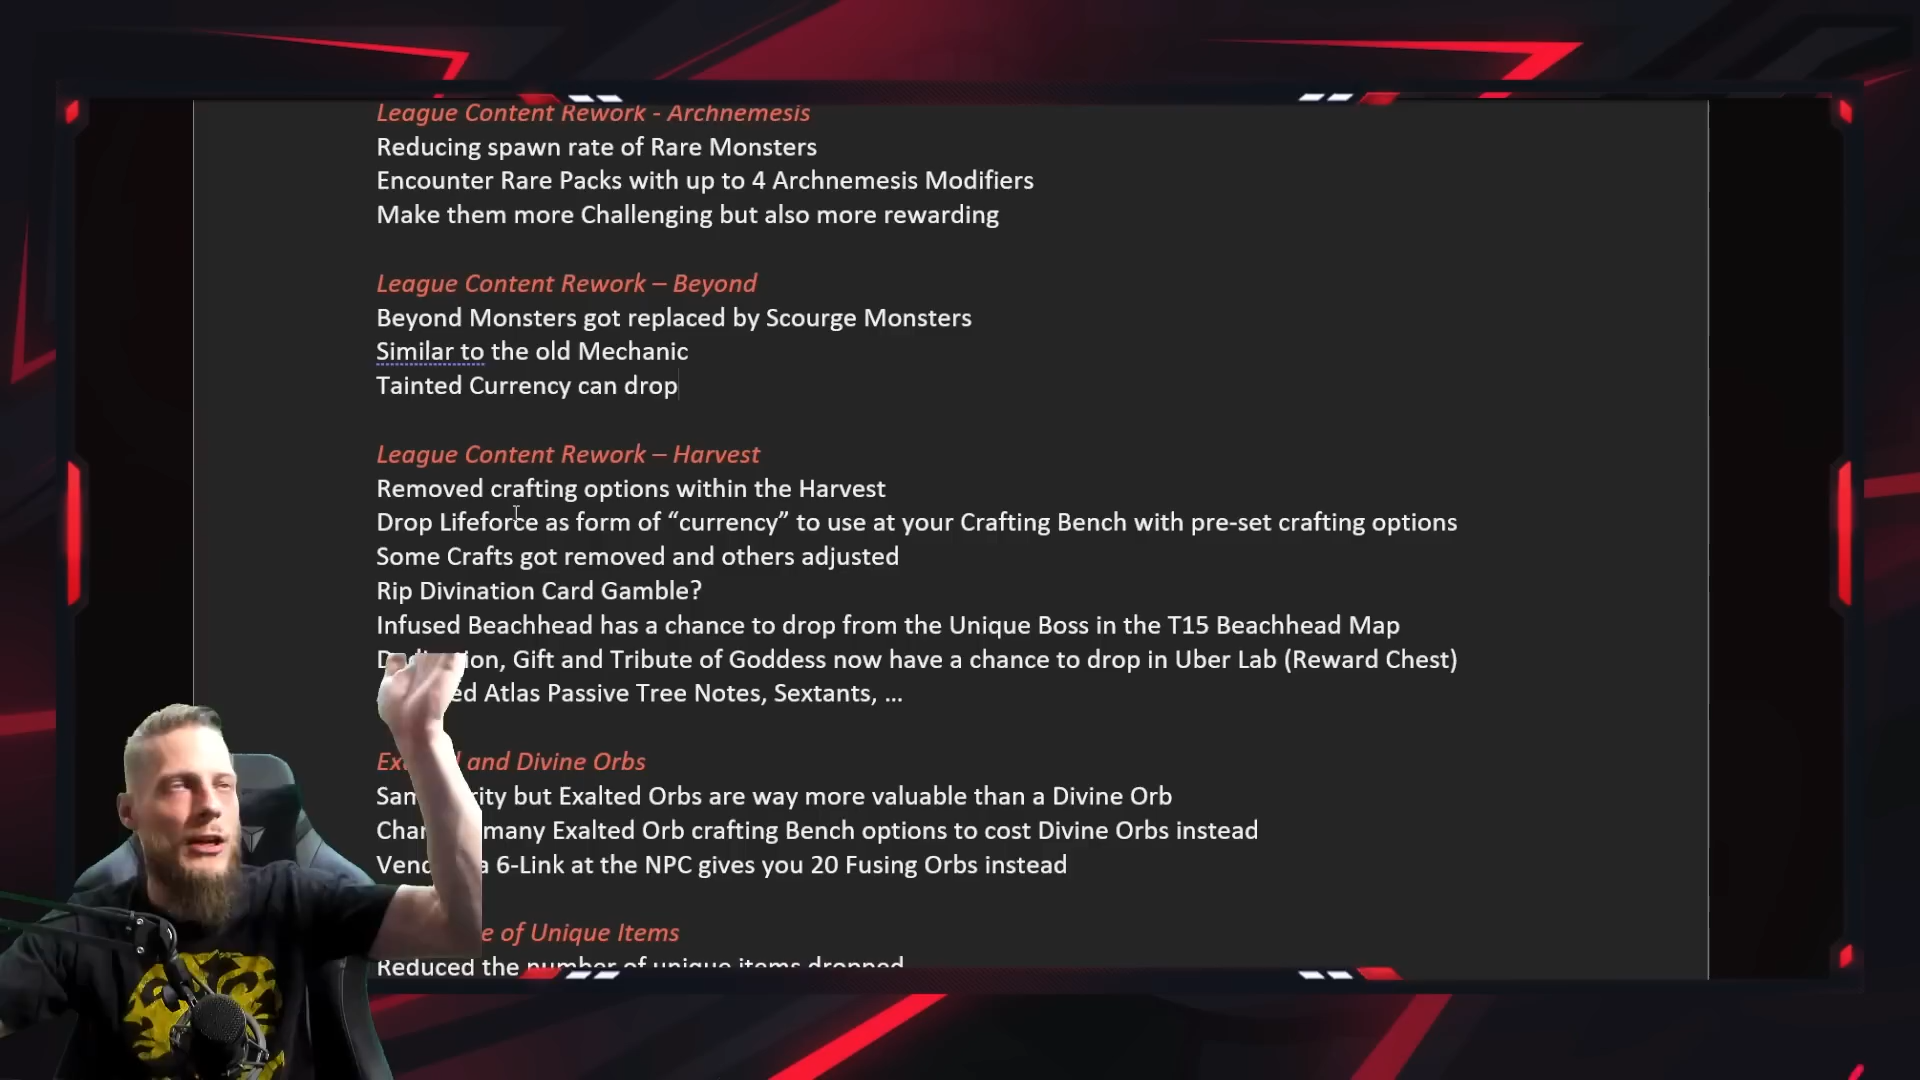 League Content Rework - Archnemesis
Reducing spawn rate of Rare Monsters
Encounter Rare Packs with up to 4 Archnemesis Modifiers
Make them more Challenging but also more rewarding
League Content Rework – Beyond
Beyond Monsters got replaced by Scourge Monsters
Similar to the old Mechanic
Tainted Currency can drop
League Content Rework – Harvest
Removed crafting options within the Harvest
Drop Lifeforce as form of “currency” to use at your Crafting Bench with pre-set crafting options
Some Crafts got removed and others adjusted
Rip Divination Card Gamble?
Infused Beachhead has a chance to drop from the Unique Boss in the T15 Beachhead Map
Gift and Tribute of Goddess now have a chance to drop in Uber Lab (Reward Chest)
Atlas Passive Tree Notes, Sextants, ...
and Divine Orbs
but Exalted Orbs are way more valuable than a Divine Orb
many Exalted Orb crafting Bench options to cost Divine Orbs instead
a 6-Link at the NPC gives you 20 Fusing Orbs instead
of Unique Items
Reduced the number of unique items dropped